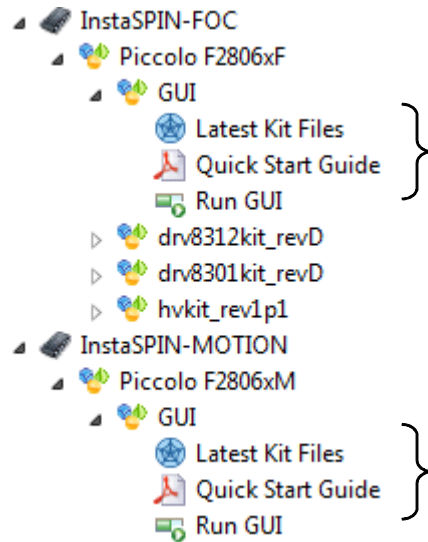 InstaSPIN-FOC
Piccolo F2806xF
GUI
Latest Kit Files
Quick Start Guide
Run GUI
drv8312kit_revD
drv8301kit_revD
hvkit_rev1p1
InstaSPIN-MOTION
Piccolo F2806xM
GUI
Latest Kit Files
Quick Start Guide
Run GUI